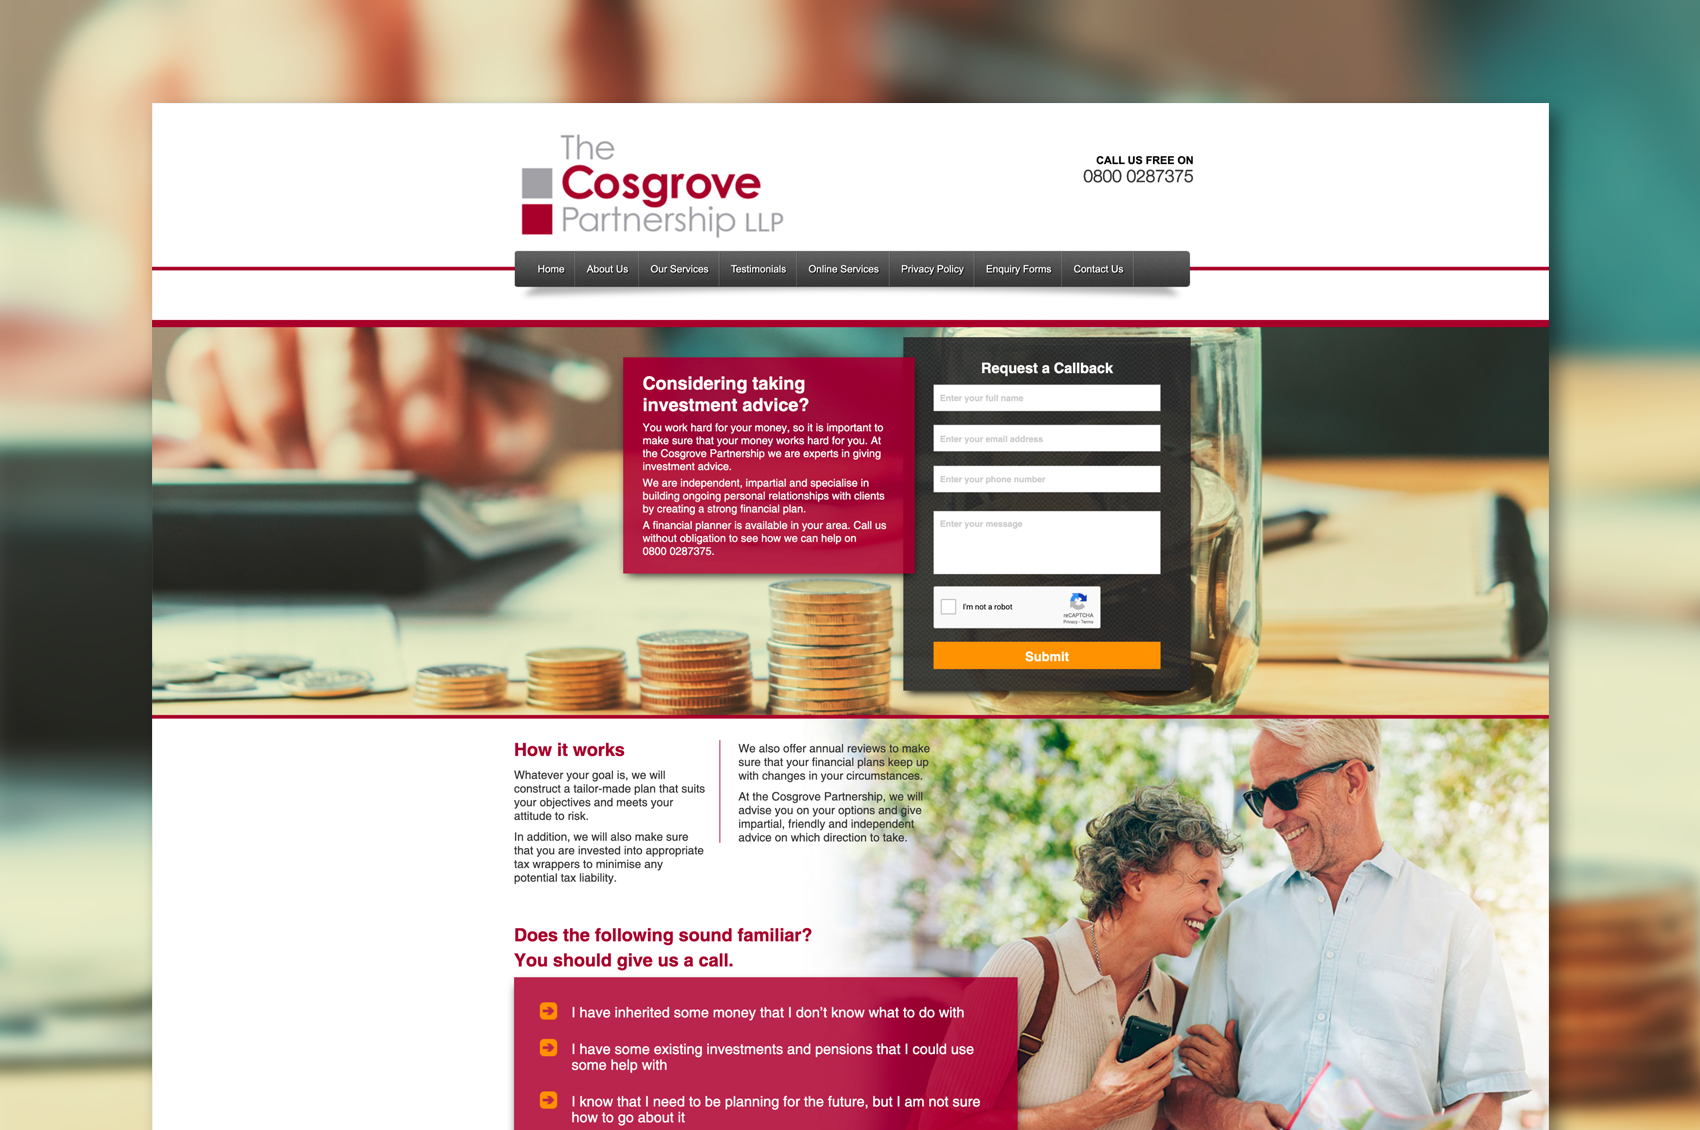 The
Cosgrove
Partnership LLP
CALL US FREE ON
0800 0287375
Home About Us Our Services Testimonials Online Services Privacy Policy Enquiry Forms Contact Us
Considering taking
investment advice?
You work hard for your money, so it is important to
make sure that your money works hard for you. At
the Cosgrove Partnership we are experts in giving
investment advice.
We are independent, impartial and specialise in
building ongoing personal relationships with clients
by creating a strong financial plan.
A financial planner is available in your area. Call us
without obligation to see how we can help on
0800 0287375.
Request a Callback
Enter your full name
Enter your email address
Enter your phone number
Enter your message
I'm not a robot
reCAPTCHA
Privacy - Terms
Submit
How it works
Whatever your goal is, we will
construct a tailor-made plan that suits
your objectives and meets your
attitude to risk.
In addition, we will also make sure
that you are invested into appropriate
tax wrappers to minimise any
potential tax liability.
We also offer annual reviews to make
sure that your financial plans keep up
with changes in your circumstances.
At the Cosgrove Partnership, we will
advise you on your options and give
impartial, friendly and independent
advice on which direction to take.
Does the following sound familiar?
You should give us a call.
I have inherited some money that I don't know what to do with
I have some existing investments and pensions that I could use
some help with
I know that I need to be planning for the future, but I am not sure
how to go about it